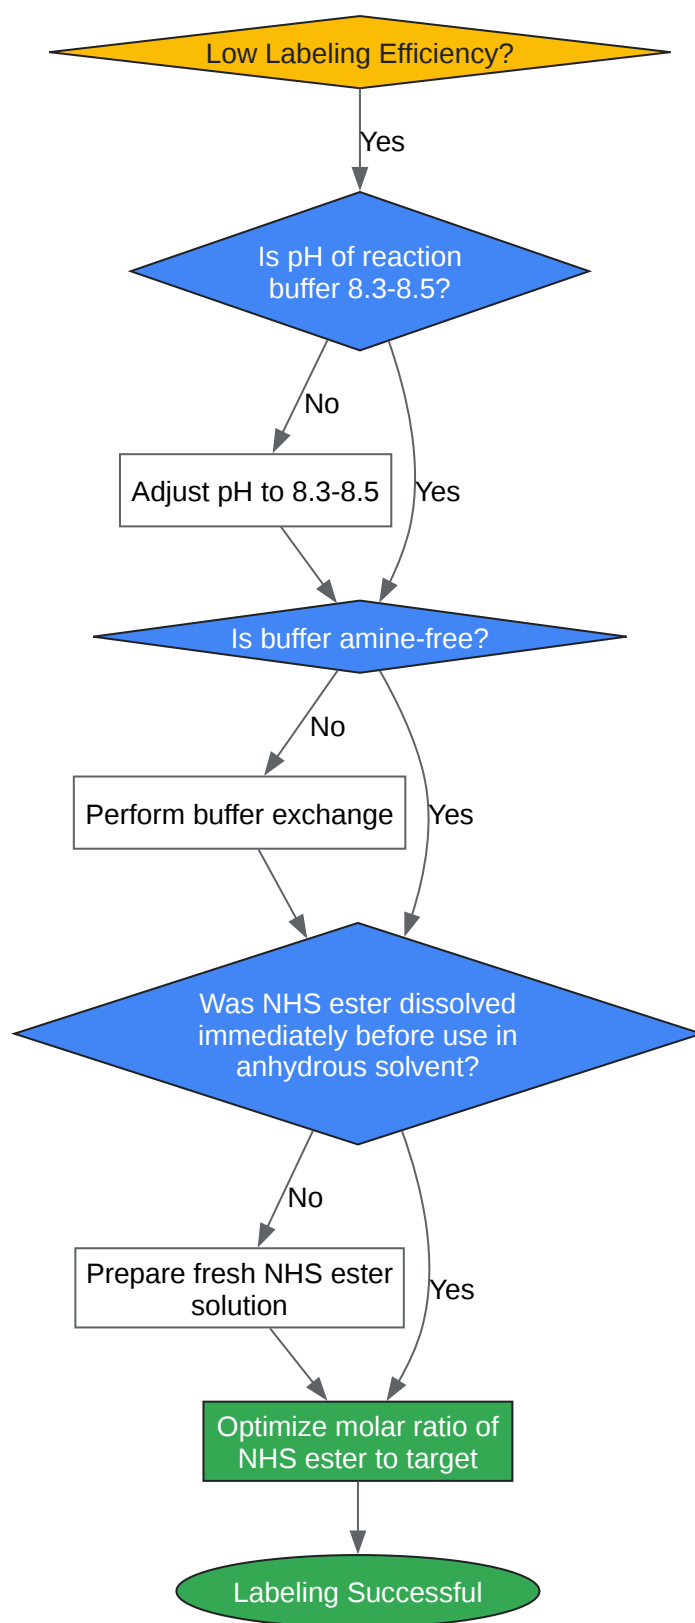 Low Labeling Efficiency?
Yes
Is pH of reaction
buffer 8.3-8.5?
No
Adjust pH to 8.3-8.5
Yes
Is buffer amine-free?
No
Perform buffer exchange
Yes
Was NHS ester dissolved
immediately before use in
anhydrous solvent?
No
Prepare fresh NHS ester
solution
Yes
Optimize molar ratio of
NHS ester to target
Labeling Successful